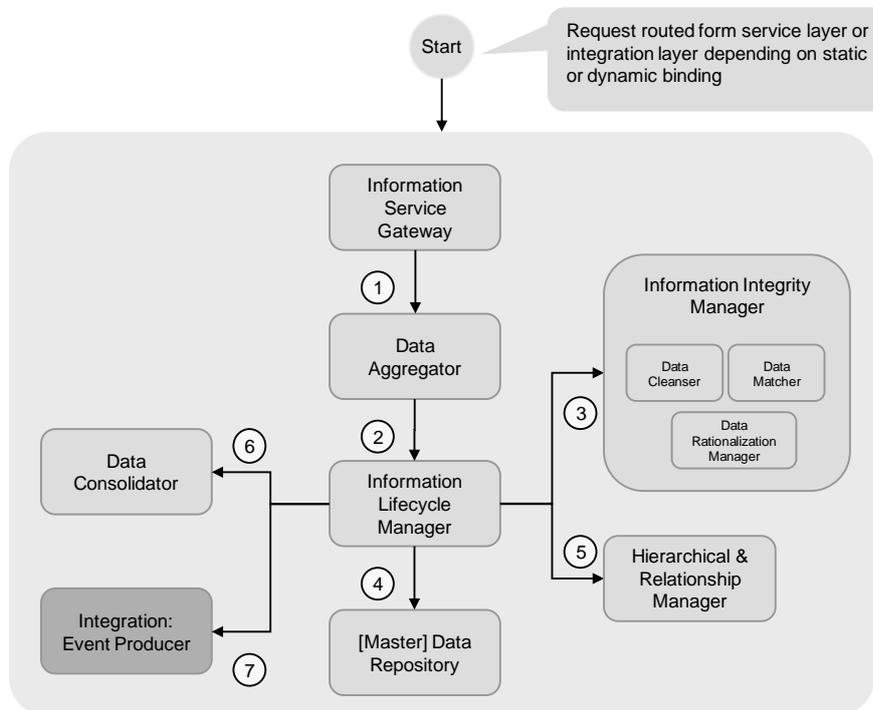 Start
Request routed form service layer or
integration layer depending on static
or dynamic binding
Information
Service
Gateway
1
Data
Aggregator
2
Information
Lifecycle
Manager
Information Integrity
Manager
Data
Cleanser
Data
Matcher
Data
Rationalization
Manager
3
4
[Master] Data
Repository
5
Hierarchical &
Relationship
Manager
6
Data
Consolidator
Integration:
Event Producer
7